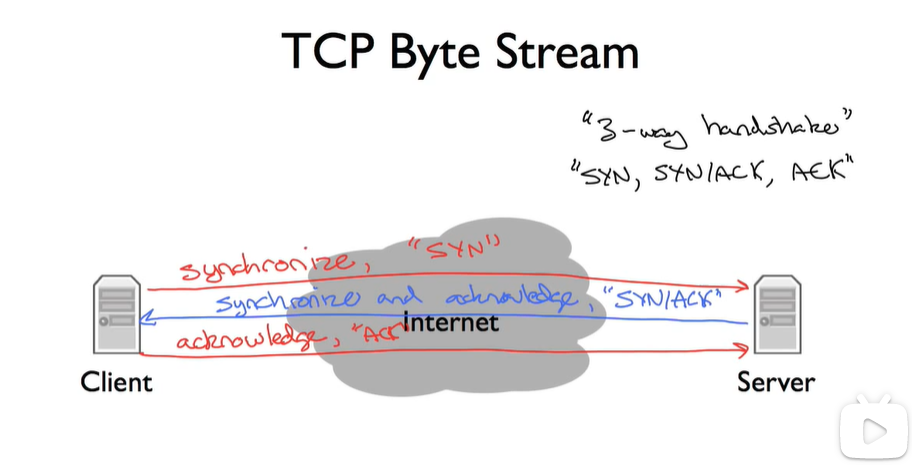 TCP Byte Stream
"3-way handshake"
"SYN, SYN/ACK, ACK"
synchronize, "SYN"
synchronize and acknowledge, "SYN/ACK"
Internet
acknowledge, "ACK"
Client
Server